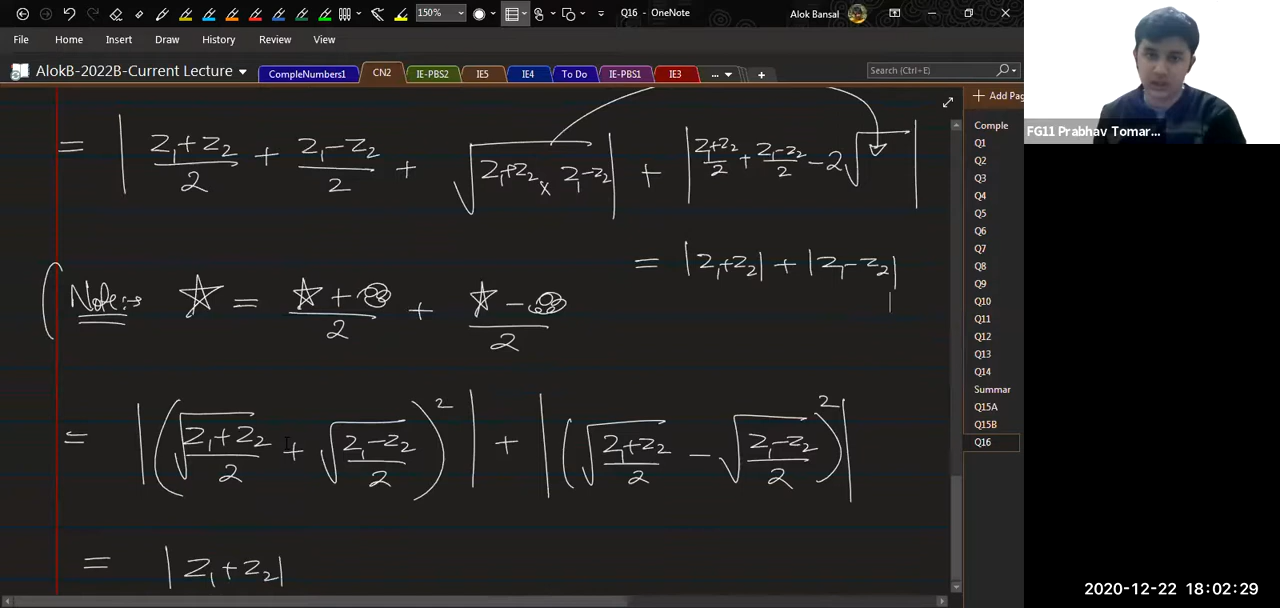 150%
Q16 - OneNote
Alok Bansal
File Home Insert Draw History Review View
AlokB-2022B-Current Lecture
CompleNumbers1 CN2 IE-PBS2 IE5 IE4 To Do IE-PBS1 IE3 ...
Search (Ctrl+E)
Add Pag
Comple
Q1
Q2
Q3
Q4
Q5
Q6
Q7
Q8
Q9
Q10
Q11
Q12
Q13
Q14
Summar
Q15A
Q15B
Q16
FG11 Prabhav Tomar...
= | (z₁+z₂)/2 + (z₁-z₂)/2 + √(z₁+z₂ × z₁-z₂) | + | (z₁+z₂)/2 + (z₁-z₂)/2 - 2√ |
= |z₁+z₂| + |z₁-z₂|
(Note:→ ☆ = (☆+)/2 + (☆-)/2
= |(√((z₁+z₂)/2) + √((z₁-z₂)/2))²| + |(√((z₁+z₂)/2) - √((z₁-z₂)/2))²|
= |z₁+z₂|
2020-12-22 18:02:29